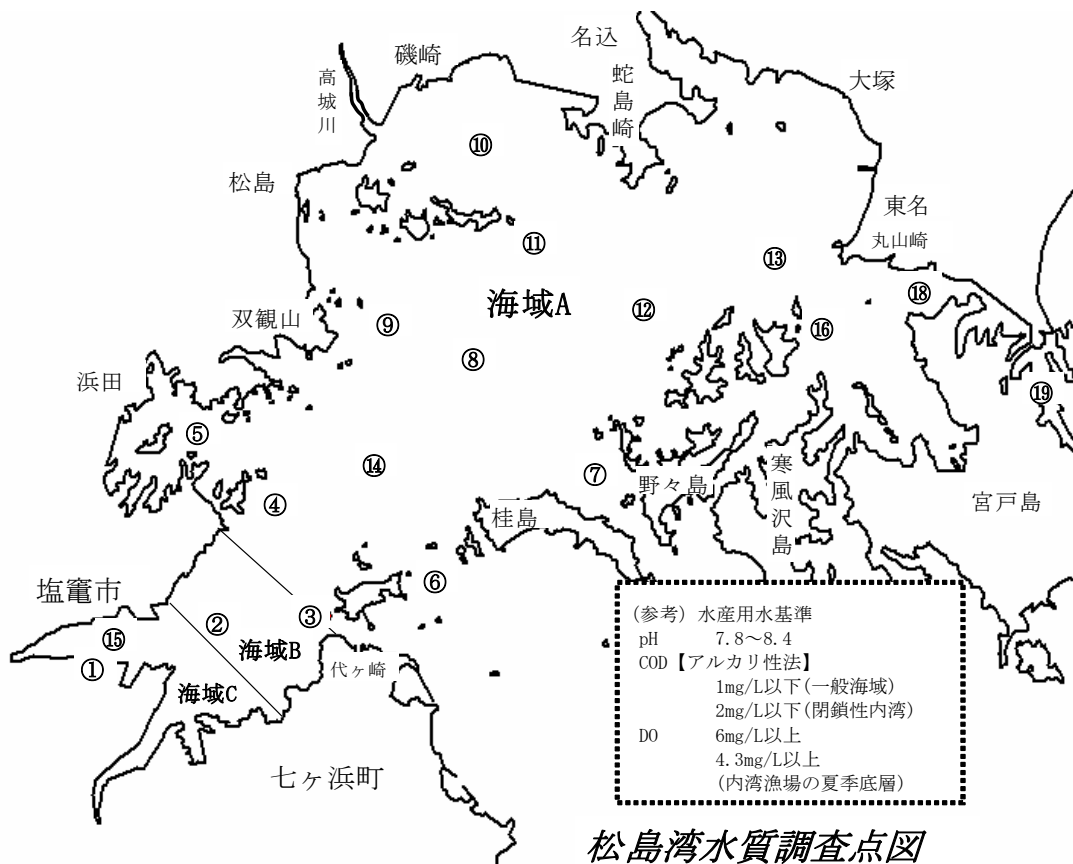 名込
磯崎
大塚
高城川
蛇島崎
⑩
松島
東名
丸山崎
⑪
⑬
⑱
海域A
⑫
双観山
⑨
⑯
⑧
浜田
⑲
⑤
⑭
⑦
野々島
寒風沢島
宮戸島
④
桂島
塩竈市
⑥
②
③
⑮
海域B
①
代ヶ崎
海域C
七ヶ浜町
(参考) 水産用水基準
pH 7.8～8.4
COD【アルカリ性法】
1mg/L以下(一般海域)
2mg/L以下(閉鎖性内湾)
DO 6mg/L以上
4.3mg/L以上
(内湾漁場の夏季底層)
松島湾水質調査点図